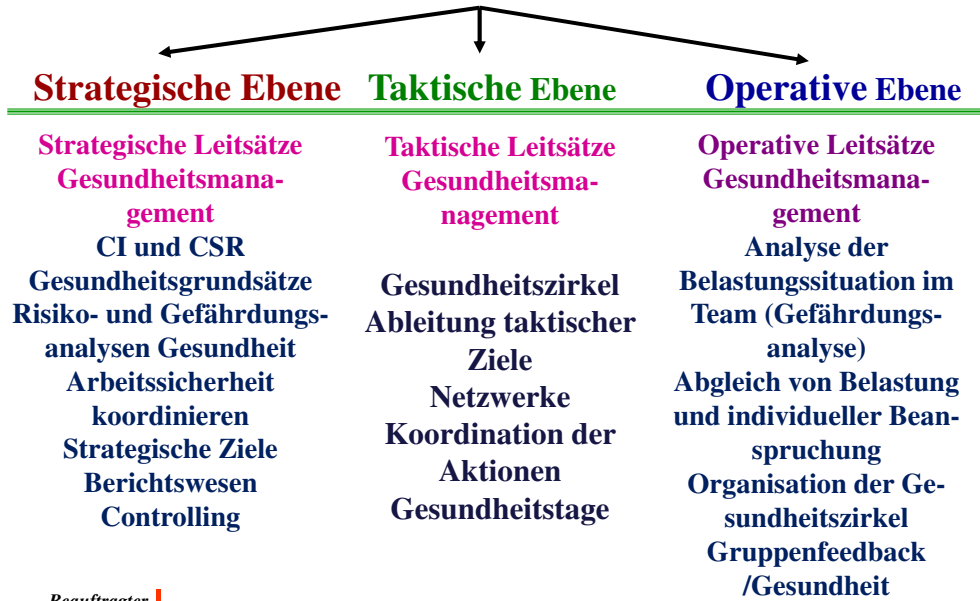 Strategische Ebene
Strategische Leitsätze
Gesundheitsmana-
gement
CI und CSR
Gesundheitsgrundsätze
Risiko- und Gefährdungs-
analysen Gesundheit
Arbeitssicherheit
koordinieren
Strategische Ziele
Berichtswesen
Controlling
Taktische Ebene
Taktische Leitsätze
Gesundheitsma-
nagement
Gesundheitszirkel
Ableitung taktischer
Ziele
Netzwerke
Koordination der
Aktionen
Gesundheitstage
Operative Ebene
Operative Leitsätze
Gesundheitsmana-
gement
Analyse der
Belastungssituation im
Team (Gefährdungs-
analyse)
Abgleich von Belastung
und individueller Bean-
spruchung
Organisation der Ge-
sundheitszirkel
Gruppenfeedback
/Gesundheit
Beauftragter